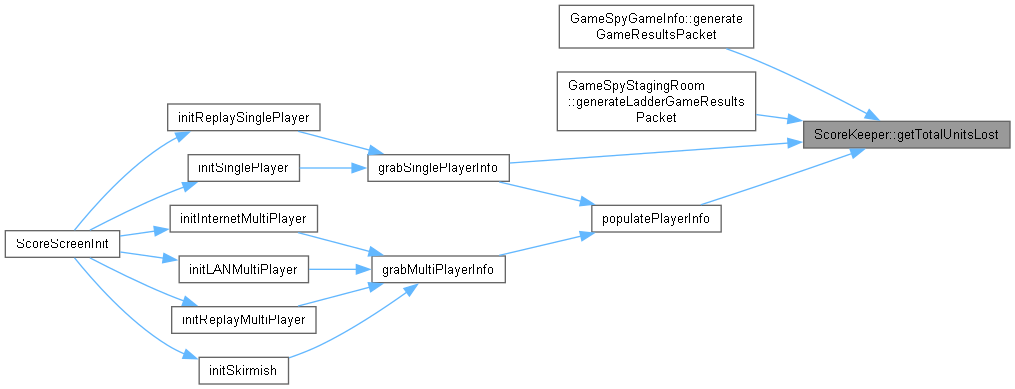 GameSpyGameInfo::generate
GameResultsPacket
GameSpyStagingRoom
::generateLadderGameResults
Packet
ScoreKeeper::getTotalUnitsLost
initReplaySinglePlayer
initSinglePlayer
grabSinglePlayerInfo
initInternetMultiPlayer
populatePlayerInfo
ScoreScreenInit
initLANMultiPlayer
grabMultiPlayerInfo
initReplayMultiPlayer
initSkirmish